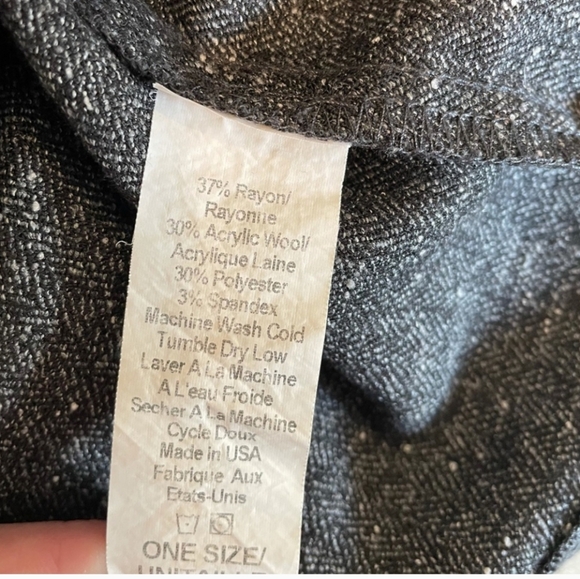 37% Rayon/
Rayonne
30% Acrylic Wool/
Acrylique Laine
30% Polyester
3% Spandex
Machine Wash Cold
Tumble Dry Low
Laver A La Machine
A L'eau Froide
Secher A La Machine
Cycle Doux
Made in USA
Fabrique Aux
Etats-Unis
ONE SIZE/